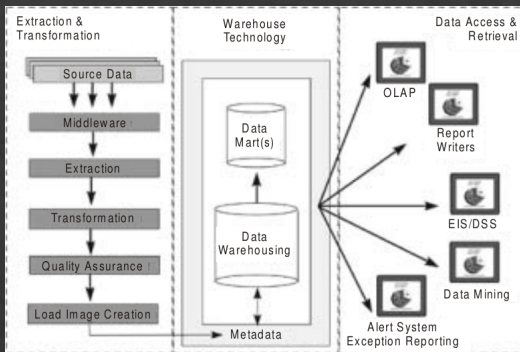 Extraction &
Transformation
Source Data
Middleware
Extraction
Transformation
Quality Assurance
Load Image Creation
Warehouse
Technology
Data
Mart(s)
Data
Warehousing
Metadata
Data Access &
Retrieval
OLAP
Report
Writers
EIS/DSS
Data Mining
Alert System
Exception Reporting